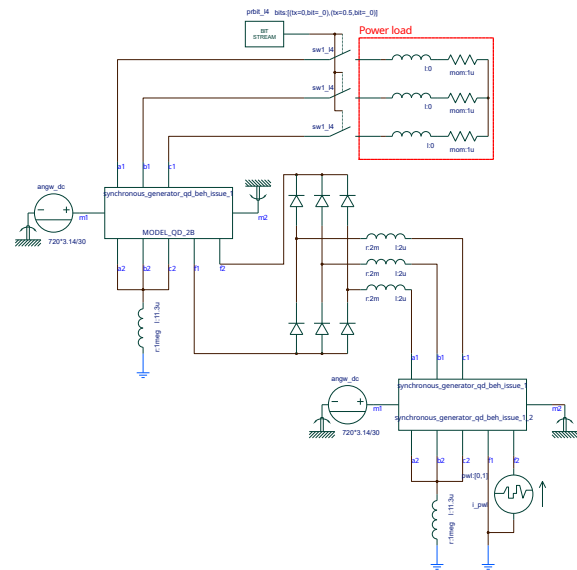 prbit_l4 bits:[(tx=0,bit=_0),(tx=0.5,bit=_0)]
BIT
STREAM
Power load
sw1_l4
l:0
mom:1u
sw1_l4
l:0
mom:1u
sw1_l4
l:0
mom:1u
a1
b1
c1
angw_dc
synchronous_generator_qd_beh_issue_1
m1
m2
MODEL_QD_2B
720*3.14/30
a2
b2
c2
f1
f2
r:2m
l:2u
r:2m
l:2u
r:2m
l:2u
r:1meg l:11.3u
a1
b1
c1
angw_dc
synchronous_generator_qd_beh_issue_1
m1
m2
synchronous_generator_qd_beh_issue_1_2
720*3.14/30
a2
b2
c2
f1
f2
pwl:[0,1]
i_pwl
r:1meg l:11.3u